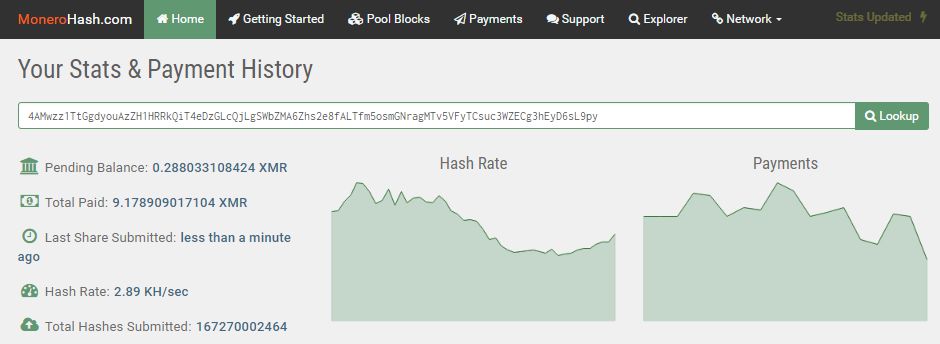 MoneroHash.com Home Getting Started Pool Blocks Payments Support Explorer Network Stats Updated
Your Stats & Payment History
4AMwzz1TtGgdyouAzZH1HRRkQiT4eDzGLcQjLgSWbZMA6Zhs2e8fALTfm5osmGNragMTv5VFyTCsuc3WZECg3hEyD6sL9py Lookup
Pending Balance: 0.288033108424 XMR
Total Paid: 9.178909017104 XMR
Last Share Submitted: less than a minute
ago
Hash Rate: 2.89 KH/sec
Total Hashes Submitted: 167270002464
Hash Rate
Payments